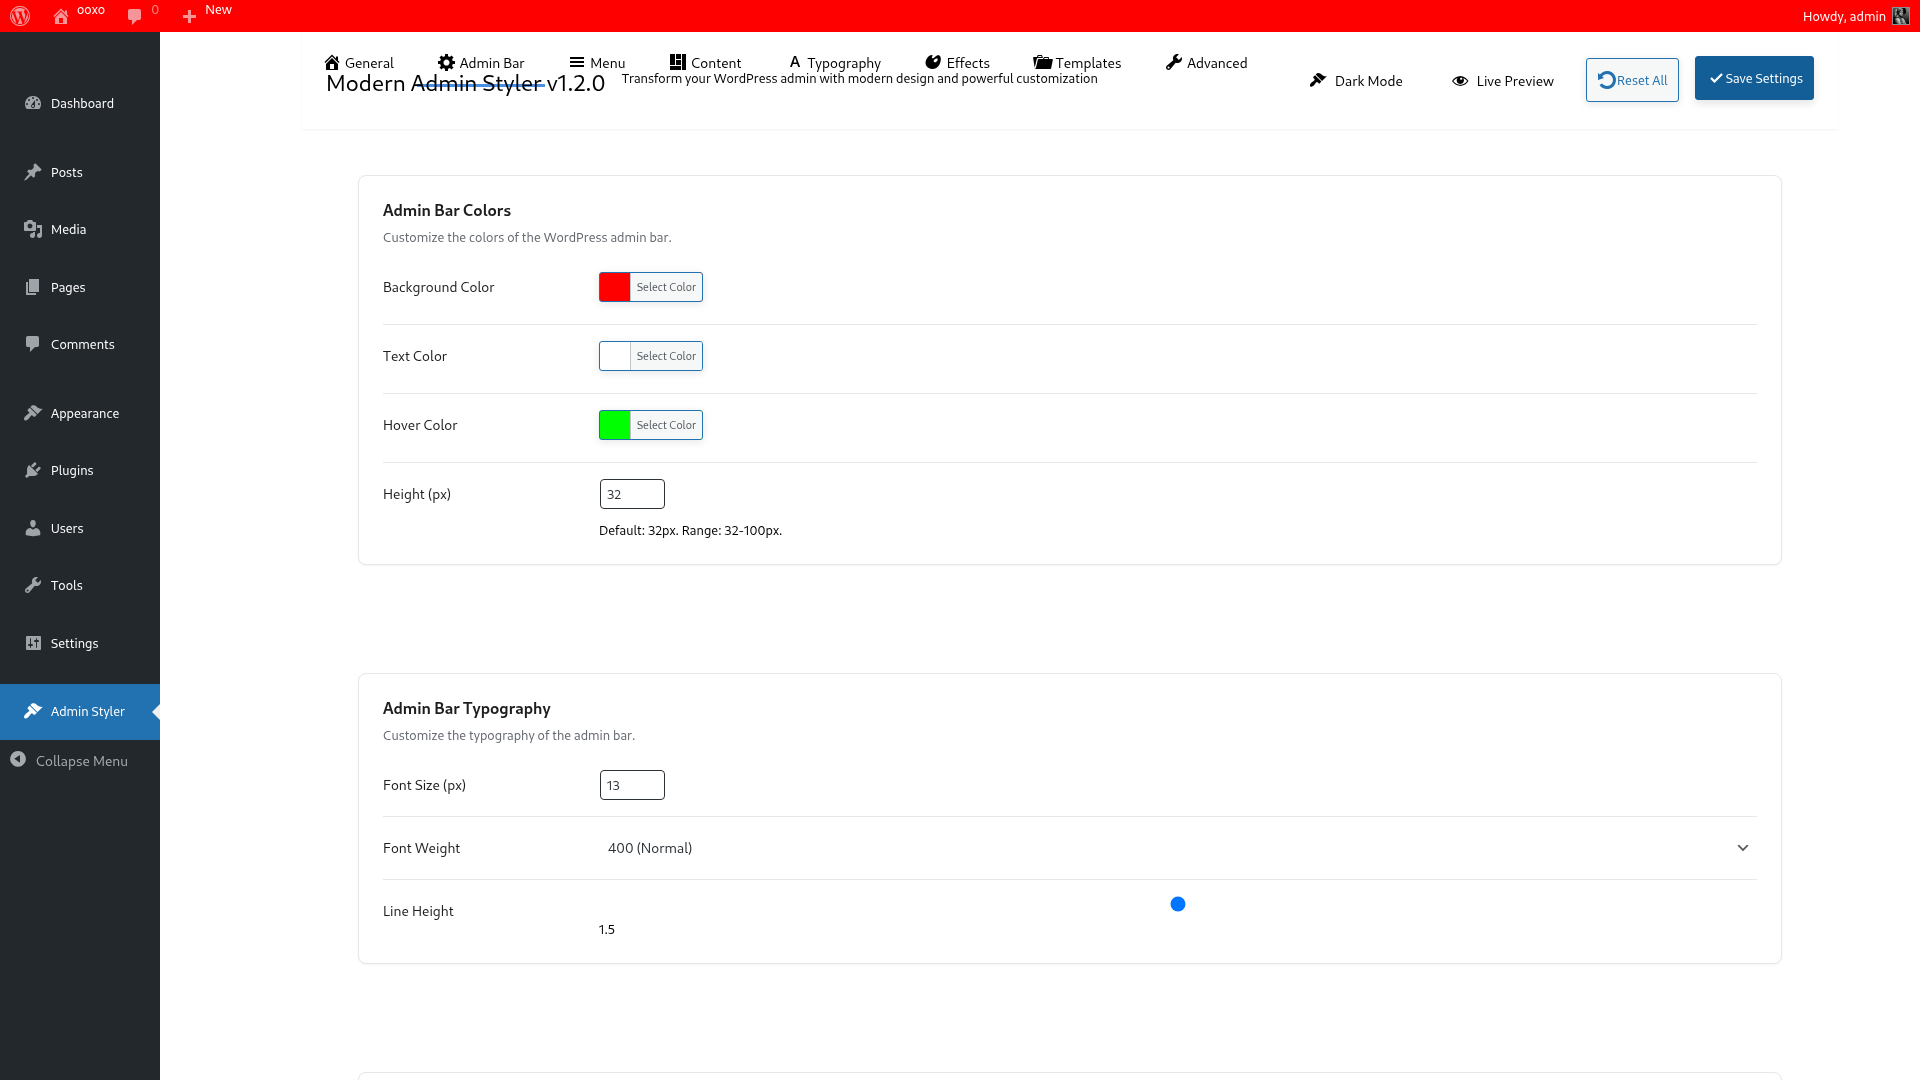 ooxo
0
New
Howdy, admin
General
Admin Bar
Menu
Content
Typography
Effects
Templates
Advanced
Modern Admin Styler v1.2.0
Transform your WordPress admin with modern design and powerful customization
Dark Mode
Live Preview
Reset All
Save Settings
Dashboard
Posts
Media
Pages
Comments
Appearance
Plugins
Users
Tools
Settings
Admin Styler
Collapse Menu
Admin Bar Colors
Customize the colors of the WordPress admin bar.
Background Color
Select Color
Text Color
Select Color
Hover Color
Select Color
Height (px)
32
Default: 32px. Range: 32-100px.
Admin Bar Typography
Customize the typography of the admin bar.
Font Size (px)
13
Font Weight
400 (Normal)
Line Height
1.5